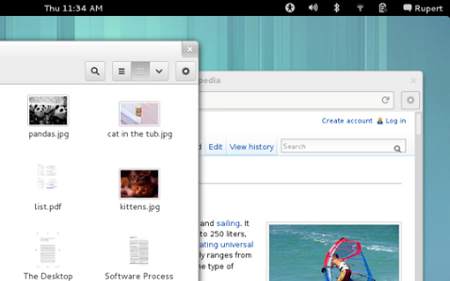 Thu 11:34 AM
Rupert
pedia
Create account
Log in
d Edit View history
Search
pandas.jpg
cat in the tub.jpg
list.pdf
kittens.jpg
and sailing. It
to 250 liters,
ating universal
ly ranges from
he type of
The Desktop
Software Process